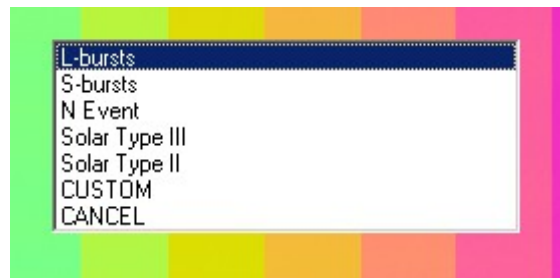 L-bursts
S-bursts
N Event
Solar Type III
Solar Type II
CUSTOM
CANCEL